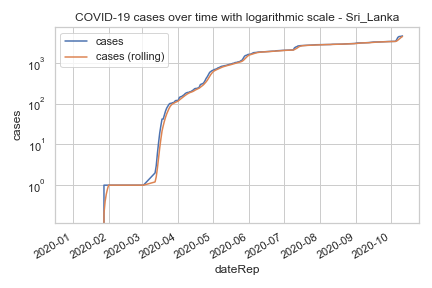 COVID-19 cases over time with logarithmic scale - Sri_Lanka
cases
cases (rolling)
cases
10³
10²
10¹
10⁰
2020-01
2020-02
2020-03
2020-04
2020-05
2020-06
2020-07
2020-08
2020-09
2020-10
dateRep